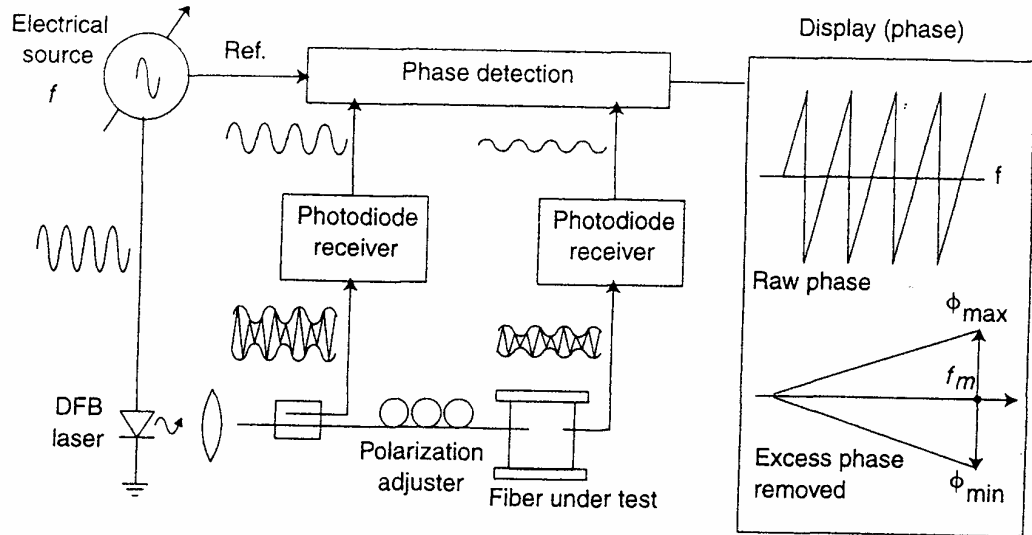 Electrical
source
f
Ref.
Phase detection
Display (phase)
Photodiode
receiver
Photodiode
receiver
f
Raw phase
ϕmax
fm
DFB
laser
Polarization
adjuster
Fiber under test
Excess phase
removed
ϕmin